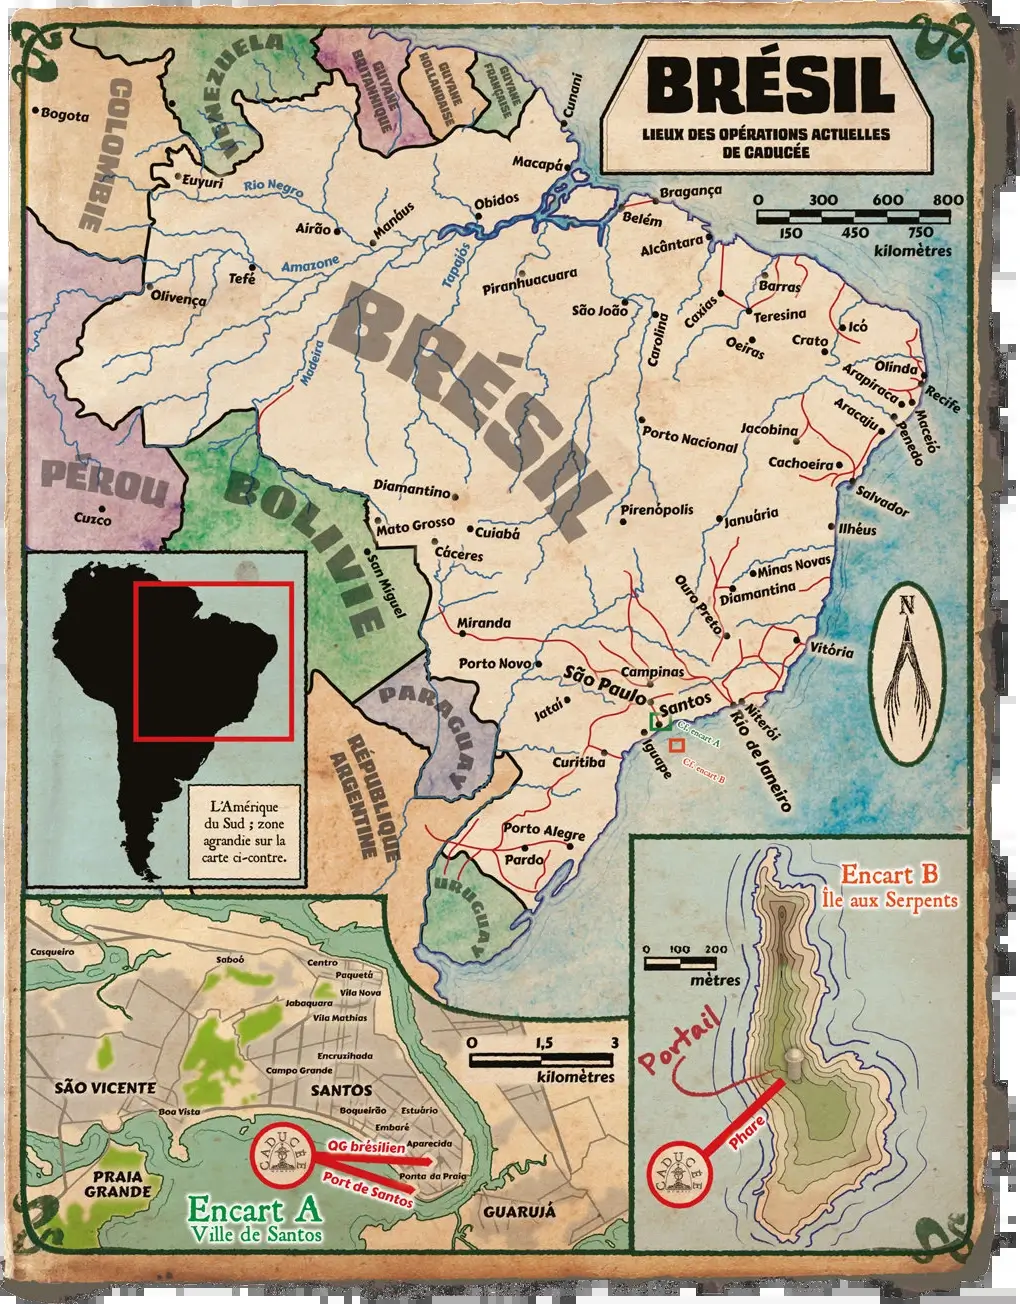 BRÉSIL
LIEUX DES OPÉRATIONS ACTUELLES
DE CADUCÉE
0 300 600 800
150 450 750
kilomètres
N
COLOMBIE
VENEZUELA
GUYANE
BRITANNIQUE
GUYANE
HOLLANDAISE
GUYANE
FRANÇAISE
Bogota
Cunani
Macapá
Euyuri
Rio Negro
Obidos
Bragança
Belém
Airão
Manáus
Alcântara
Tefé
Amazone
Tapajós
Piranhuacuara
Barras
Olivença
São João
Caxias
Teresina
Carolina
Icó
Oeiras
Crato
Madeira
BRÉSIL
Olinda
Arapiraca
Recife
Aracaju
Maceió
Penedo
Jacobina
Porto Nacional
Cachoeira
PÉROU
BOLIVIE
Cuzco
Diamantino
Salvador
Mato Grosso
Cuiabá
Pirenópolis
Januária
Ilhéus
Cáceres
San Miguel
Minas Novas
Diamantina
Ouro Preto
Miranda
Vitória
Porto Novo
Campinas
São Paulo
Santos
Jataí
Cf. encart A
Niterói
Rio de Janeiro
Iguape
Cf. encart B
Curitiba
PARAGUAY
RÉPUBLIQUE
ARGENTINE
Porto Alegre
Pardo
URUGUAY
L'Amérique
du Sud ; zone
agrandie sur la
carte ci-contre.
Casqueiro
Saboó
Centro
Paquetá
Vila Nova
Jabaquara
Vila Mathias
Encruzihada
Campo Grande
SÃO VICENTE
SANTOS
Boa Vista
Boqueirão
Estuário
Embaré
Aparecida
CADUCÉE
QG brésilien
Ponta da Praia
Port de Santos
PRAIA
GRANDE
GUARUJÁ
0 1,5 3
kilomètres
Encart A
Ville de Santos
Encart B
Île aux Serpents
0 100 200
mètres
Portail
Phare
CADUCÉE